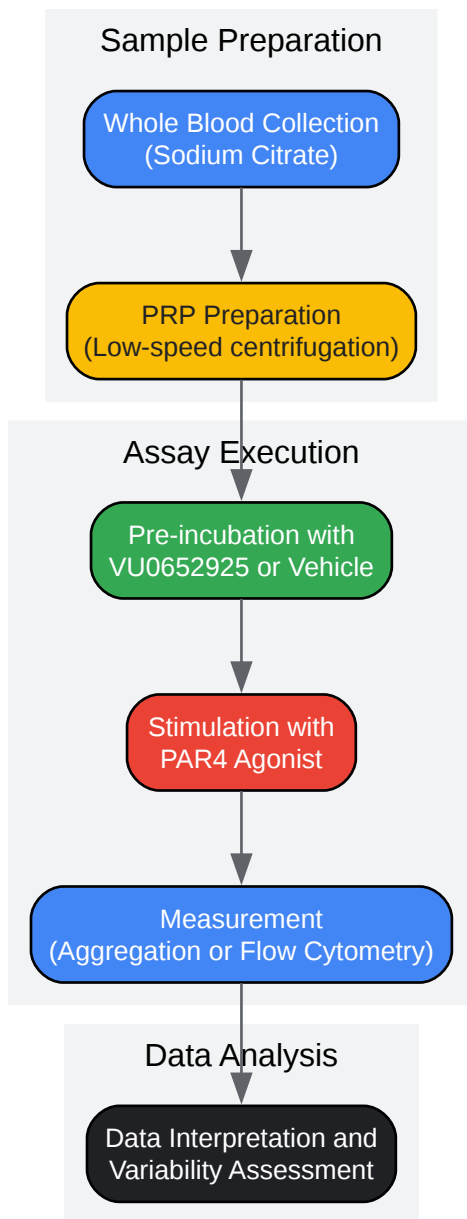 Sample Preparation
Whole Blood Collection
(Sodium Citrate)
PRP Preparation
(Low-speed centrifugation)
Assay Execution
Pre-incubation with
VU0652925 or Vehicle
Stimulation with
PAR4 Agonist
Measurement
(Aggregation or Flow Cytometry)
Data Analysis
Data Interpretation and
Variability Assessment